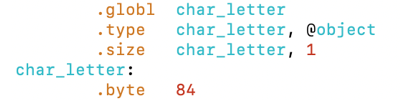 .globl char_letter
.type char_letter, @object
.size char_letter, 1
char_letter:
.byte 84